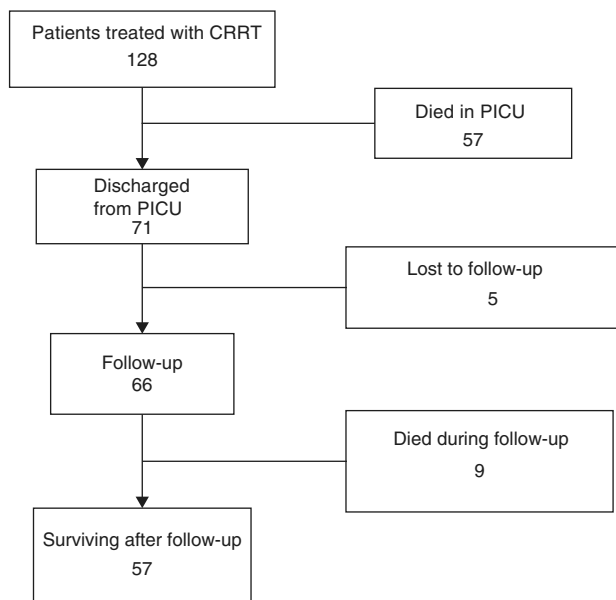 Patients treated with CRRT
128
Died in PICU
57
Discharged
from PICU
71
Lost to follow-up
5
Follow-up
66
Died during follow-up
9
Surviving after follow-up
57